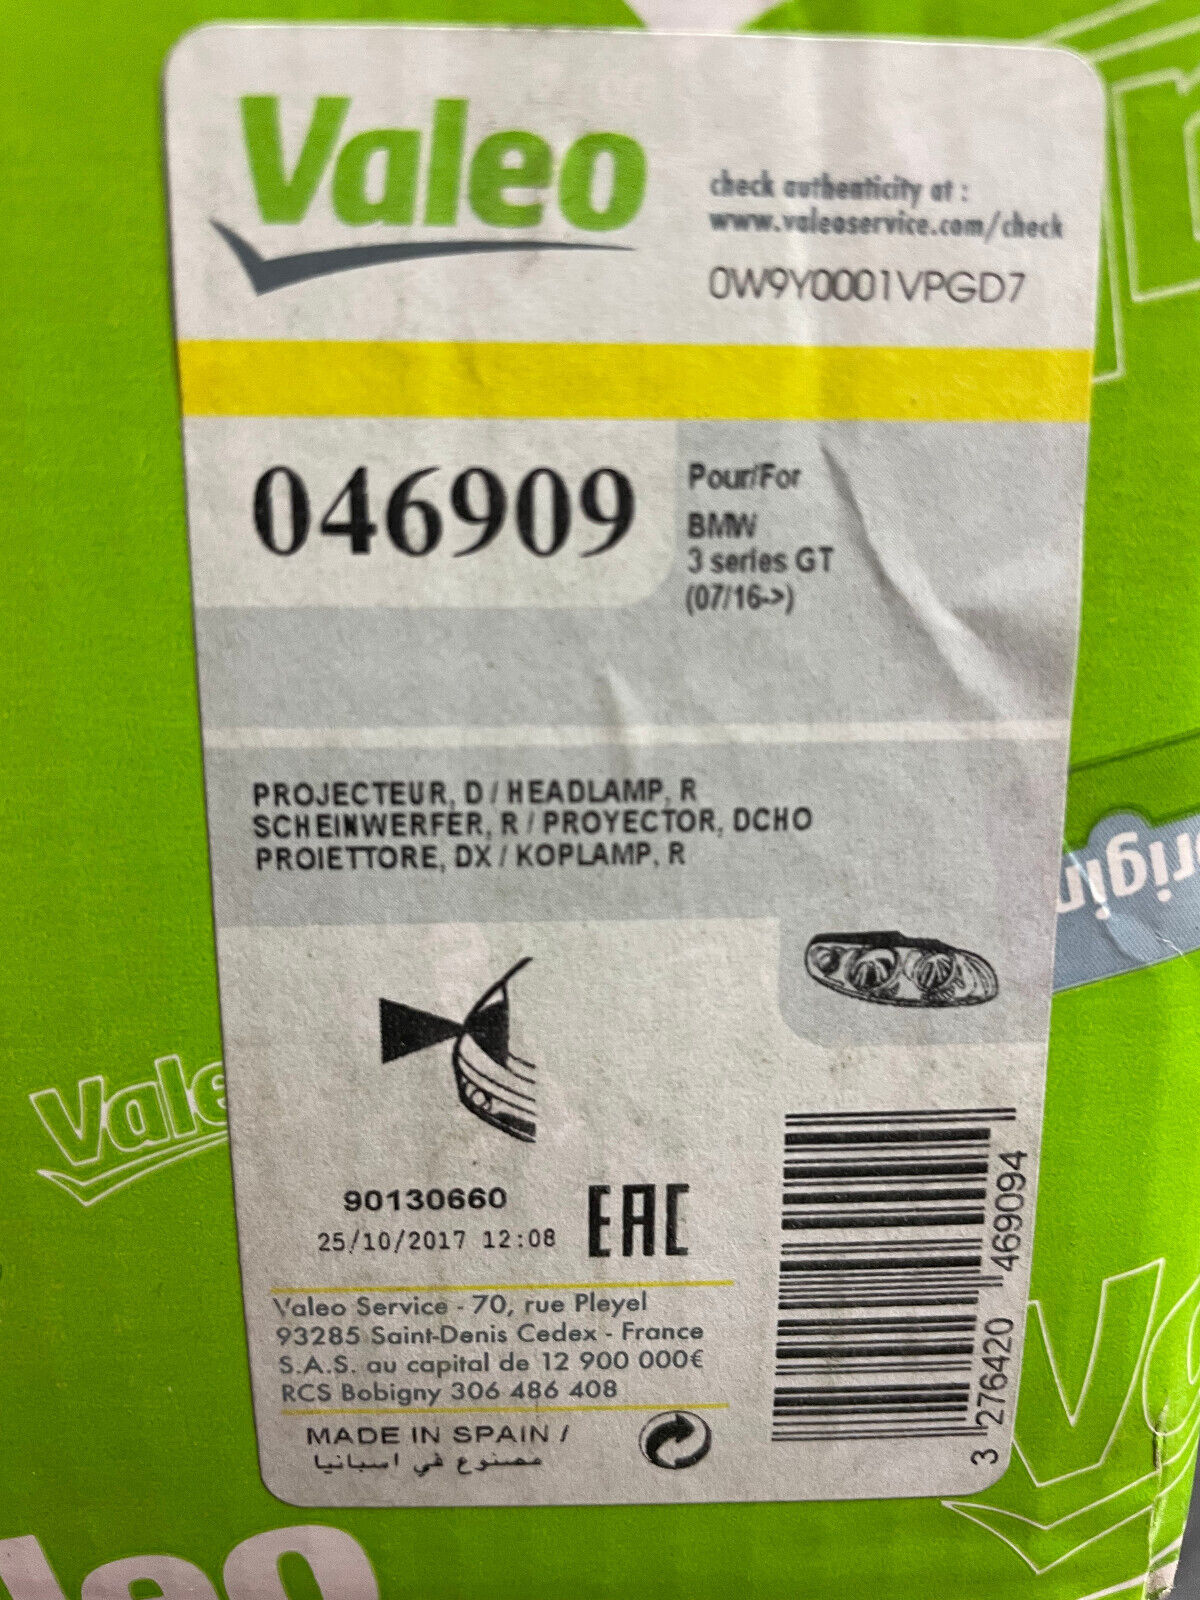 Valeo
check authenticity at :
www.valeoservice.com/check
0W9Y0001VPGD7
046909
Pour/For
BMW
3 series GT
(07/16->)
PROJECTEUR, D / HEADLAMP, R
SCHEINWERFER, R / PROYECTOR, DCHO
PROIETTORE, DX / KOPLAMP, R
90130660
25/10/2017 12:08
EAC
Valeo Service - 70, rue Pleyel
93285 Saint-Denis Cedex - France
S.A.S. au capital de 12 900 000€
RCS Bobigny 306 486 408
MADE IN SPAIN /
مصنوع في اسبانيا
3 276420 469094